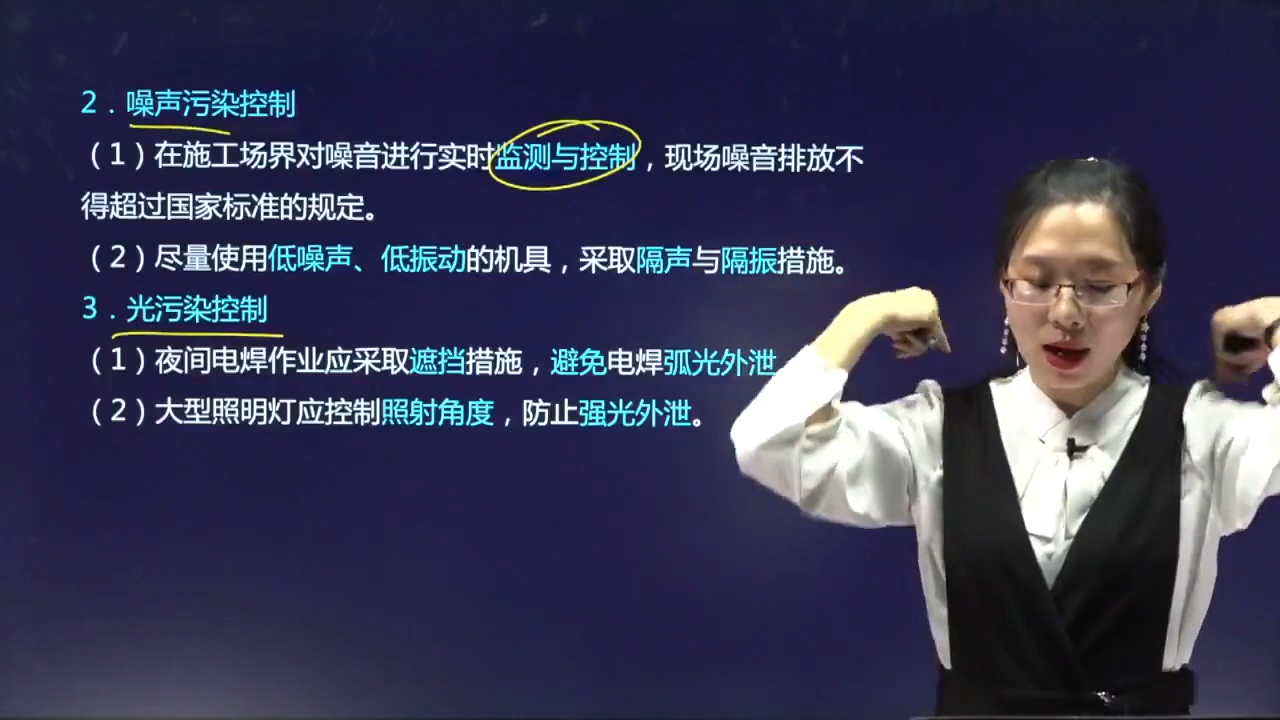 2．噪声污染控制
（1）在施工场界对噪音进行实时监测与控制，现场噪音排放不
得超过国家标准的规定。
（2）尽量使用低噪声、低振动的机具，采取隔声与隔振措施。
3．光污染控制
（1）夜间电焊作业应采取遮挡措施，避免电焊弧光外泄
（2）大型照明灯应控制照射角度，防止强光外泄。